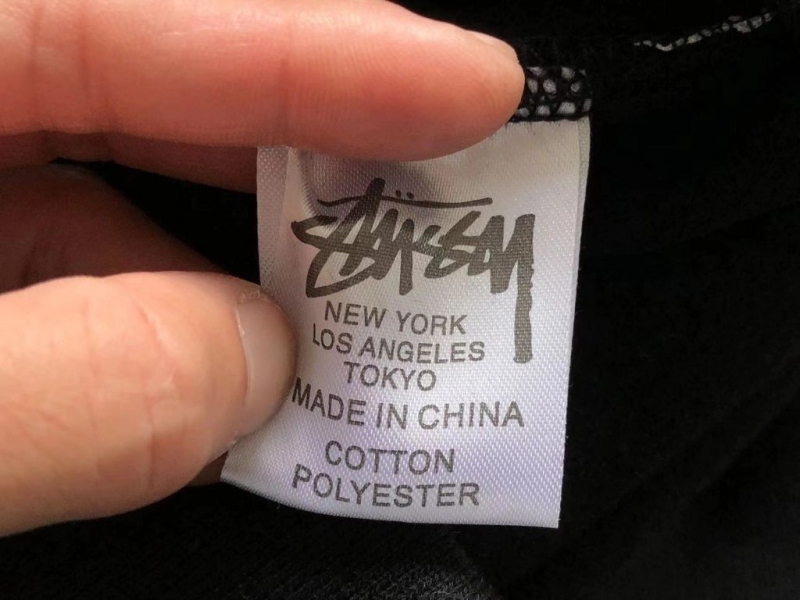 Stüssy
NEW YORK
LOS ANGELES
TOKYO
MADE IN CHINA
COTTON
POLYESTER